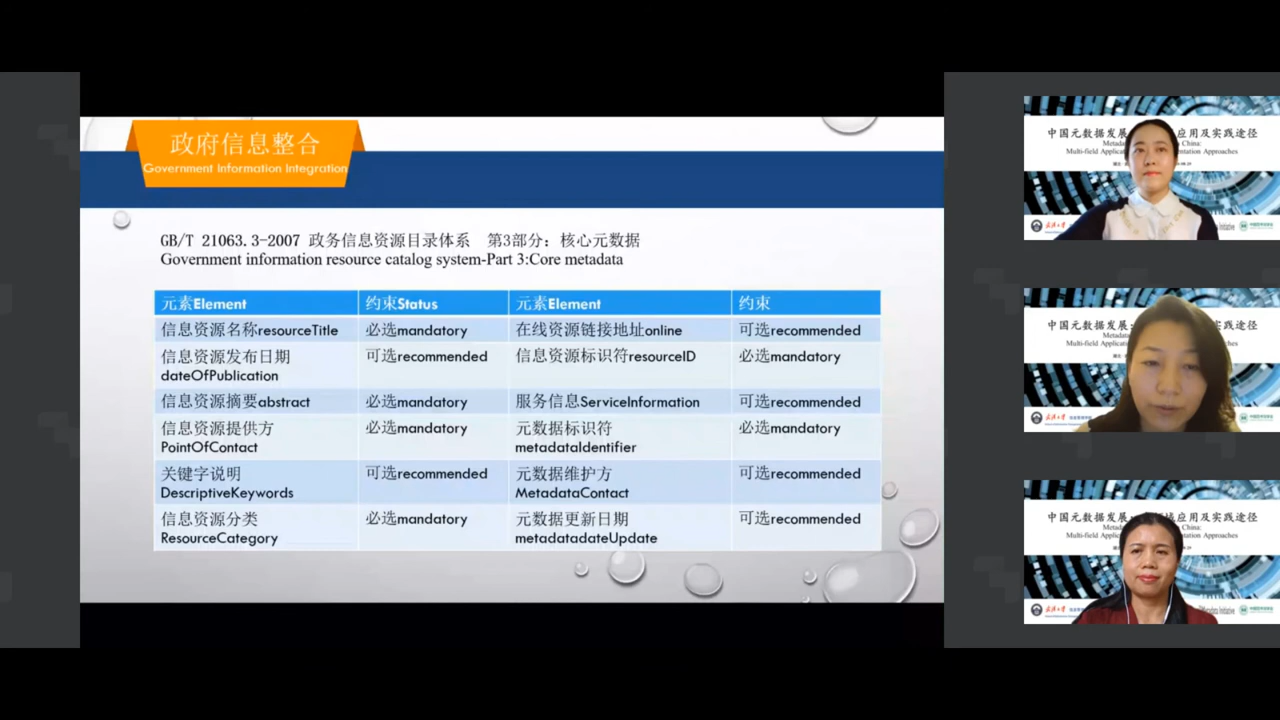 政府信息整合
Government Information Integration
GB/T 21063.3-2007 政务信息资源目录体系 第3部分：核心元数据
Government information resource catalog system-Part 3:Core metadata
元素Element 约束Status 元素Element 约束
信息资源名称resourceTitle 必选mandatory 在线资源链接地址online 可选recommended
信息资源发布日期 可选recommended 信息资源标识符resourceID 必选mandatory
dateOfPublication
信息资源摘要abstract 必选mandatory 服务信息ServiceInformation 可选recommended
信息资源提供方 必选mandatory 元数据标识符 必选mandatory
PointOfContact metadataIdentifier
关键字说明 可选recommended 元数据维护方 可选recommended
DescriptiveKeywords MetadataContact
信息资源分类 必选mandatory 元数据更新日期 可选recommended
ResourceCategory metadatadateUpdate
中国元数据发展 应用及实践途径
China:
Multi-field Approaches
中国元数据发展 应用及实践途径
Multi-field Approaches
中国元数据发展 应用及实践途径
China:
Multi-field Approaches